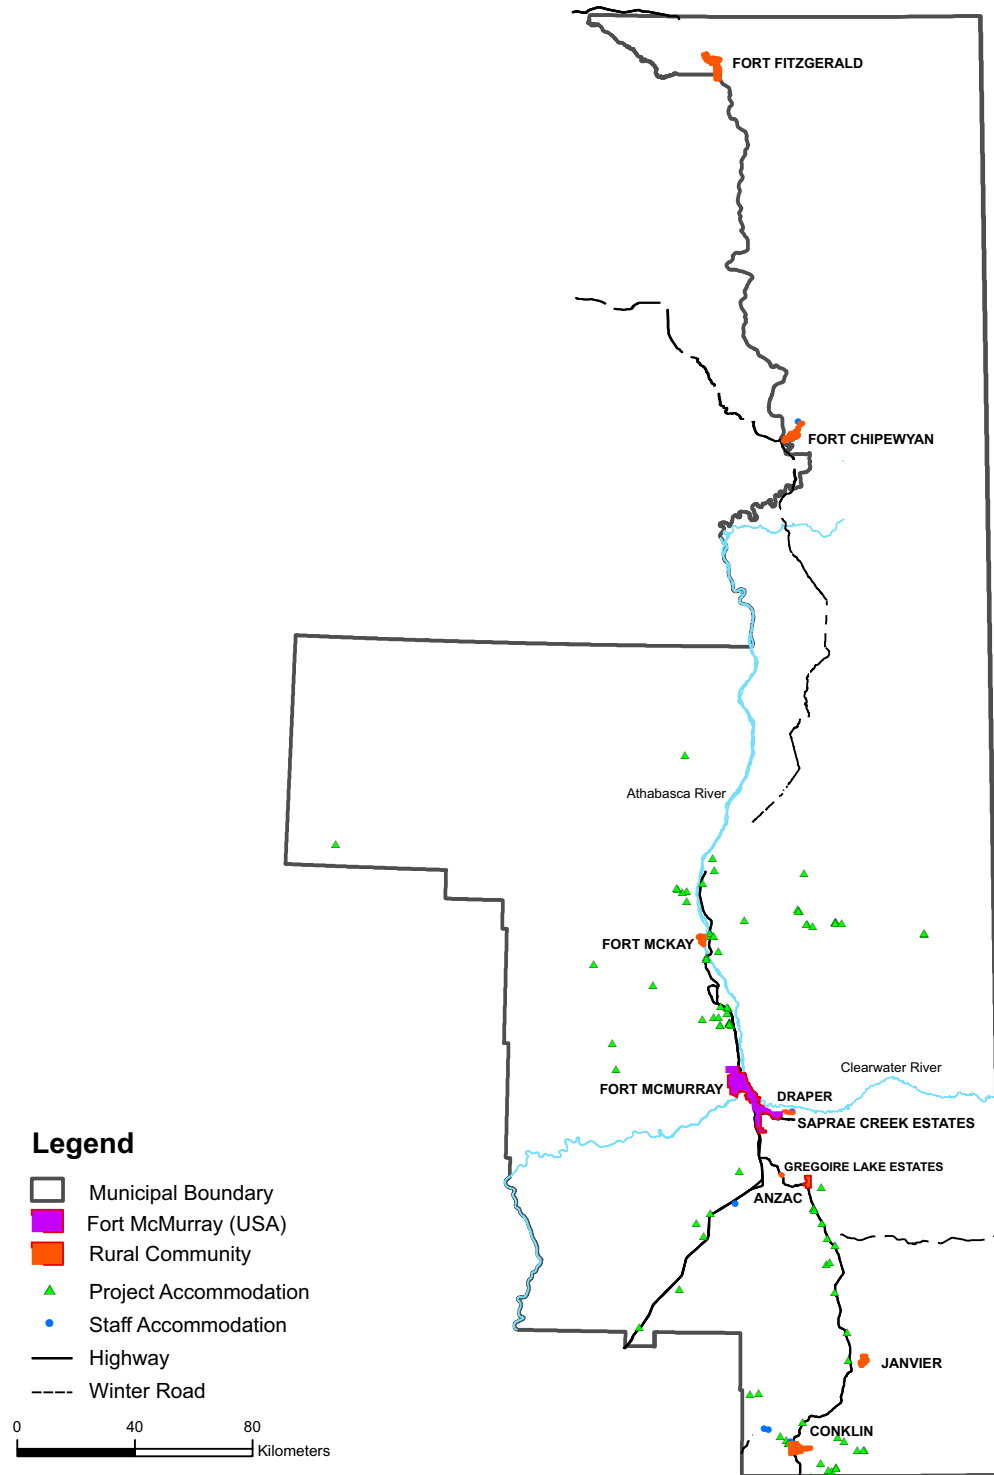 FORT FITZGERALD
FORT CHIPEWYAN
Athabasca River
FORT MCKAY
Clearwater River
FORT MCMURRAY
DRAPER
SAPRAE CREEK ESTATES
GREGOIRE LAKE ESTATES
ANZAC
JANVIER
CONKLIN
Legend
Municipal Boundary
Fort McMurray (USA)
Rural Community
Project Accommodation
Staff Accommodation
Highway
Winter Road
0 40 80
Kilometers